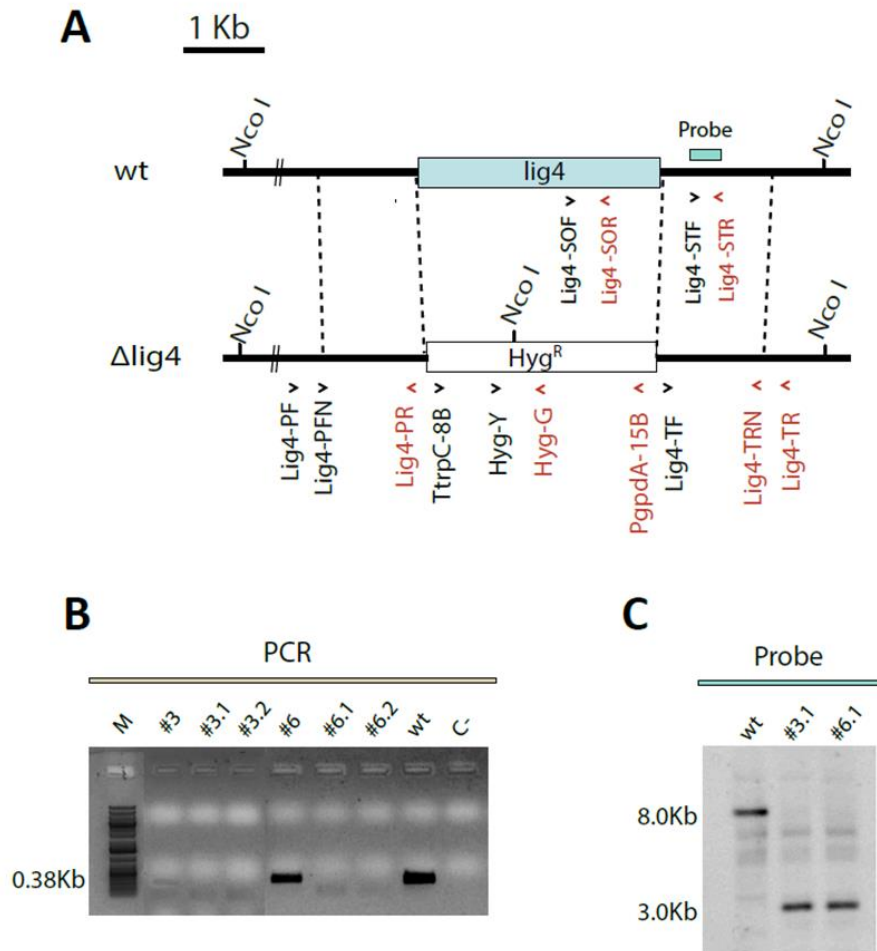 A
1 Kb
Nco I
Nco I
Probe
wt
lig4
Lig4 -SOF
Lig4 -SOR
Lig4 -STF
Lig4 -STR
Nco I
Nco I
Nco I
Δlig4
Hyg^R
Lig4-PF
Lig4-PFN
Lig4-PR
TtrpC-8B
Hyg-Y
Hyg-G
PgpdA-15B
Lig4-TF
Lig4-TRN
Lig4-TR
B
PCR
M #3 #3.1 #3.2 #6 #6.1 #6.2 wt C-
0.38Kb
C
Probe
wt #3.1 #6.1
8.0Kb
3.0Kb